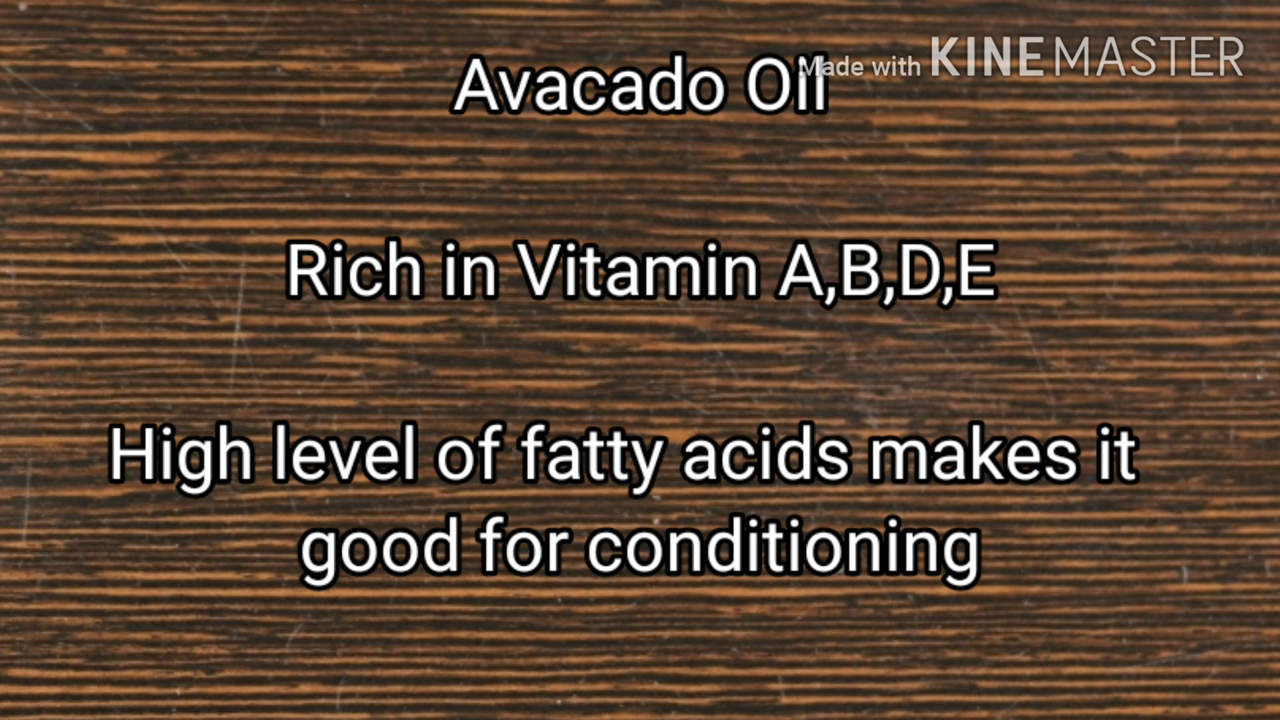 Avacado Oil
Made with KINEMASTER
Rich in Vitamin A,B,D,E
High level of fatty acids makes it
good for conditioning